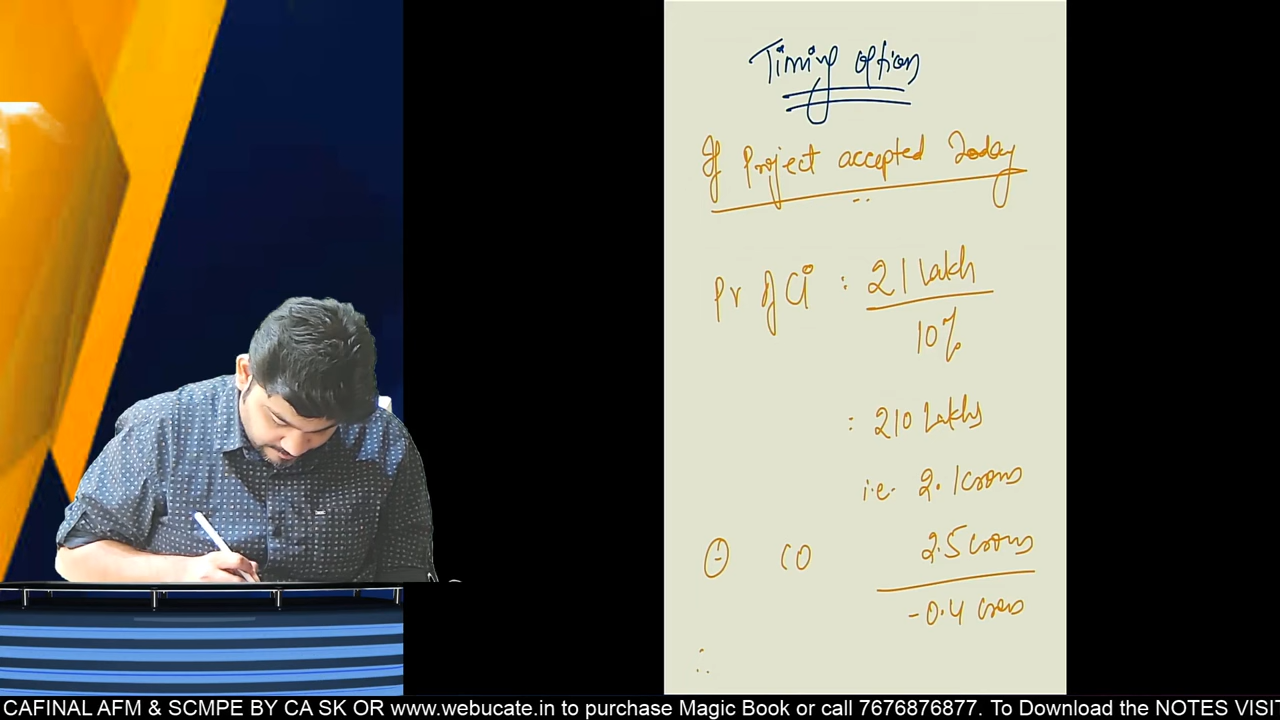 Timing option
If Project accepted Today
Pv of CI : 21 Lakh
10%
: 210 Lakhs
i.e. 2.1 crores
(-) CO 2.5 crores
-0.4 crores
∴
CAFINAL AFM & SCMPE BY CA SK OR www.webucate.in to purchase Magic Book or call 7676876877. To Download the NOTES VISI